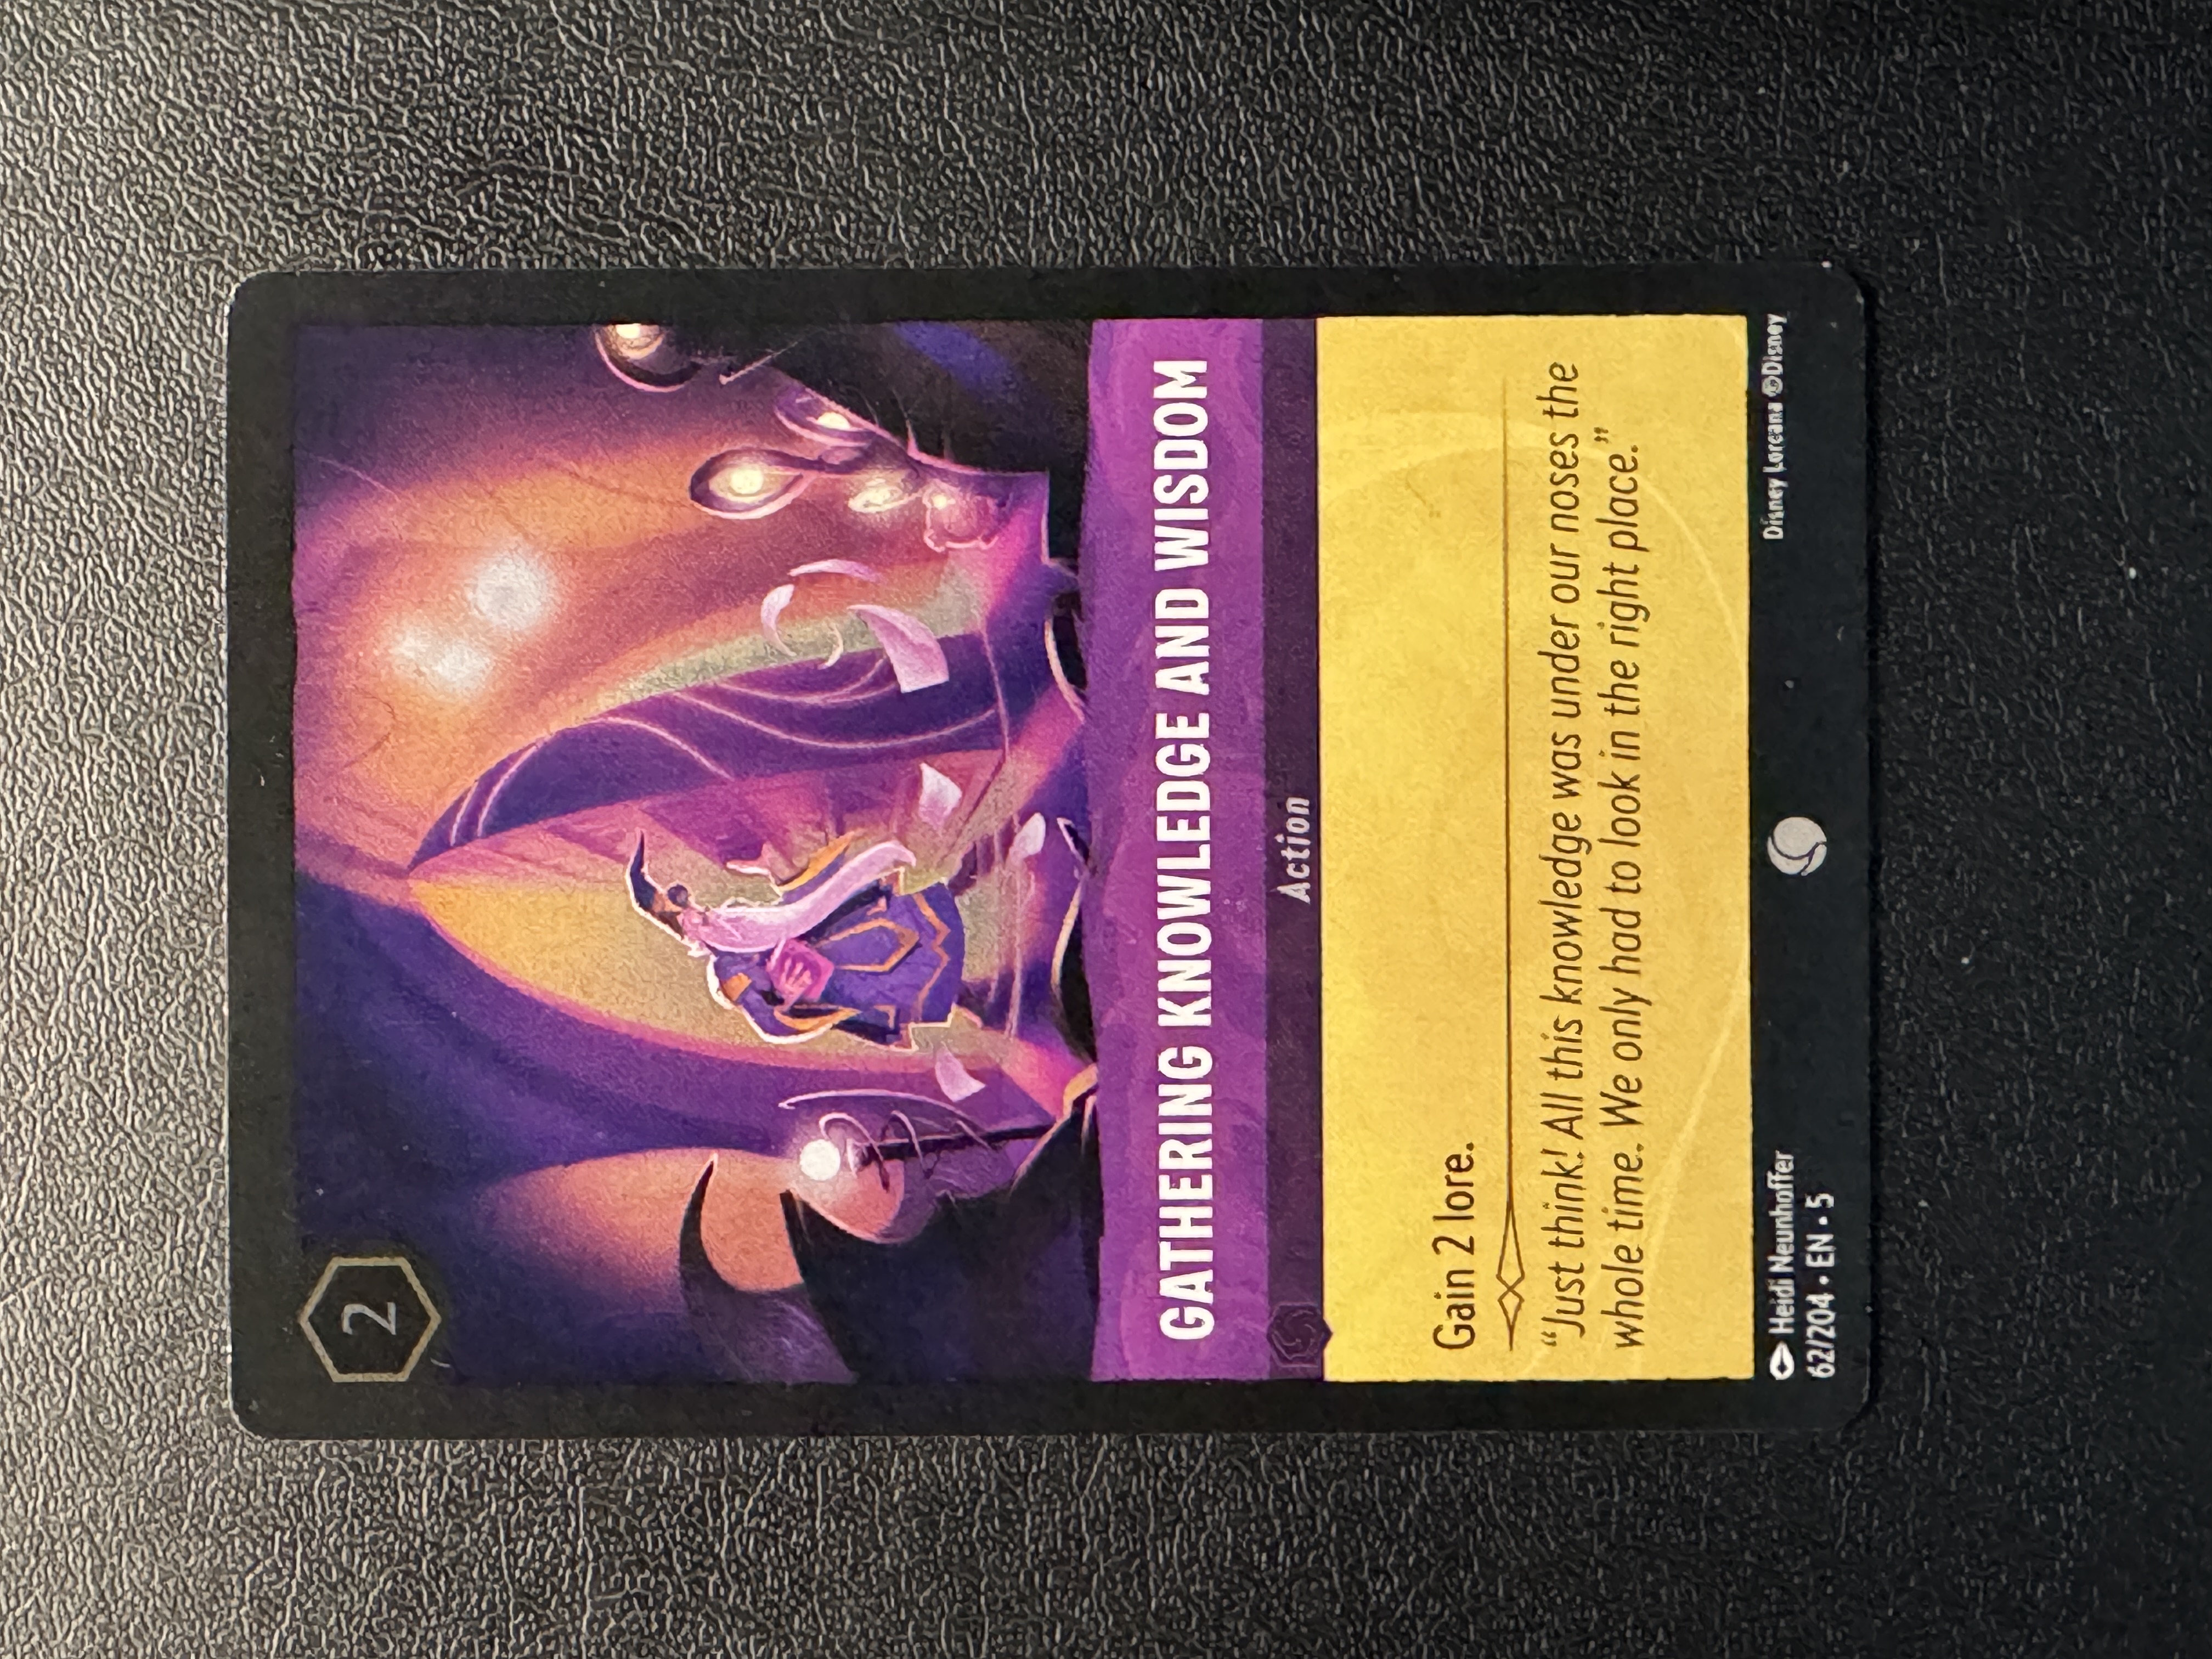 2
GATHERING KNOWLEDGE AND WISDOM
Action
Gain 2 lore.
“Just think! All this knowledge was under our noses the
whole time. We only had to look in the right place.”
Heidi Neunhoffer
62/204 • EN • 5
Disney Lorcana ©Disney